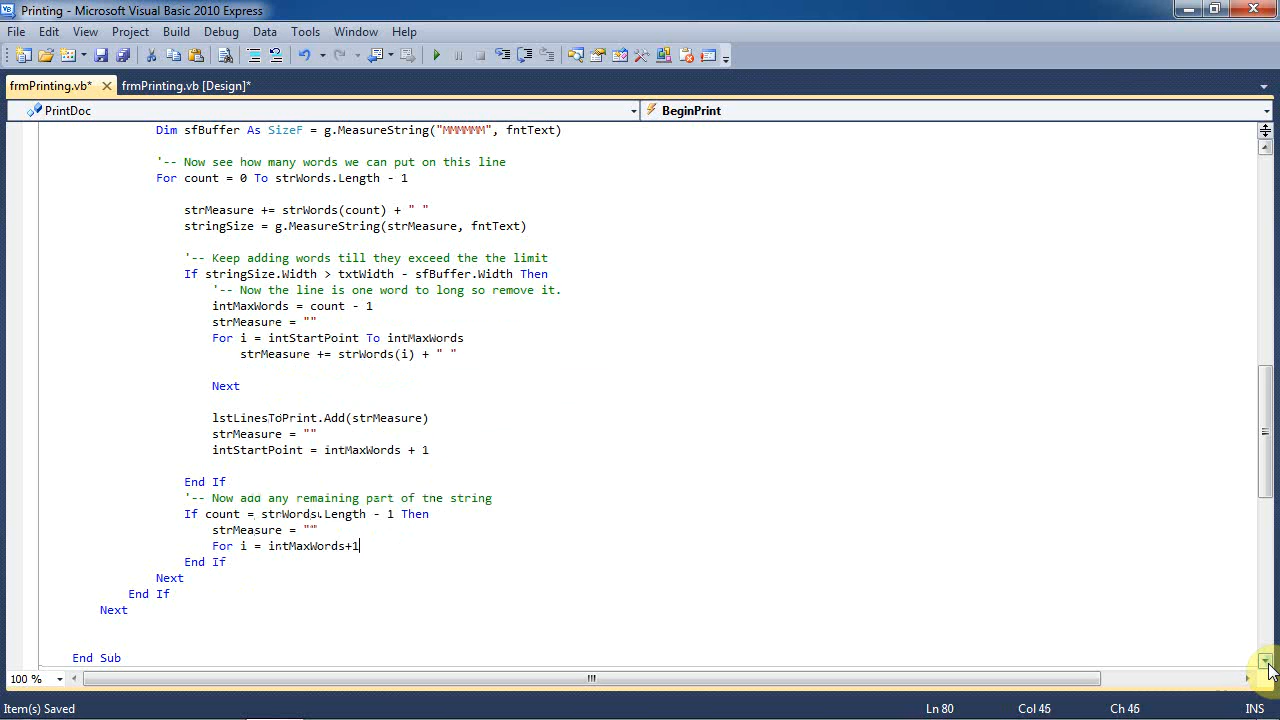 Printing - Microsoft Visual Basic 2010 Express
File Edit View Project Build Debug Data Tools Window Help
frmPrinting.vb* frmPrinting.vb [Design]*
PrintDoc BeginPrint
Dim sfBuffer As SizeF = g.MeasureString("MMMMMM", fntText)
'-- Now see how many words we can put on this line
For count = 0 To strWords.Length - 1
strMeasure += strWords(count) + " "
stringSize = g.MeasureString(strMeasure, fntText)
'-- Keep adding words till they exceed the the limit
If stringSize.Width > txtWidth - sfBuffer.Width Then
'-- Now the line is one word to long so remove it.
intMaxWords = count - 1
strMeasure = ""
For i = intStartPoint To intMaxWords
strMeasure += strWords(i) + " "
Next
lstLinesToPrint.Add(strMeasure)
strMeasure = ""
intStartPoint = intMaxWords + 1
End If
'-- Now add any remaining part of the string
If count = strWords.Length - 1 Then
strMeasure = ""
For i = intMaxWords+1
End If
Next
End If
Next
End Sub
100 %
Item(s) Saved Ln 80 Col 45 Ch 45 INS